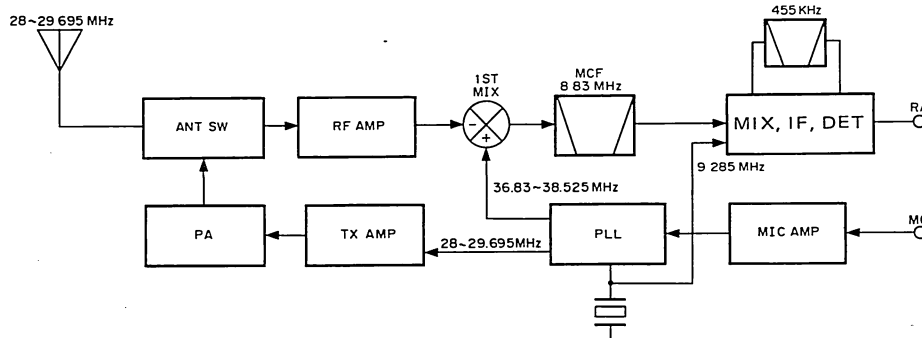 28~29 695 MHz
455 KHz
1ST
MIX
MCF
8 83 MHz
ANT SW
RF AMP
-
+
MIX, IF, DET
9 285 MHz
36.83~38.525 MHz
PA
TX AMP
28~29.695MHz
PLL
MIC AMP